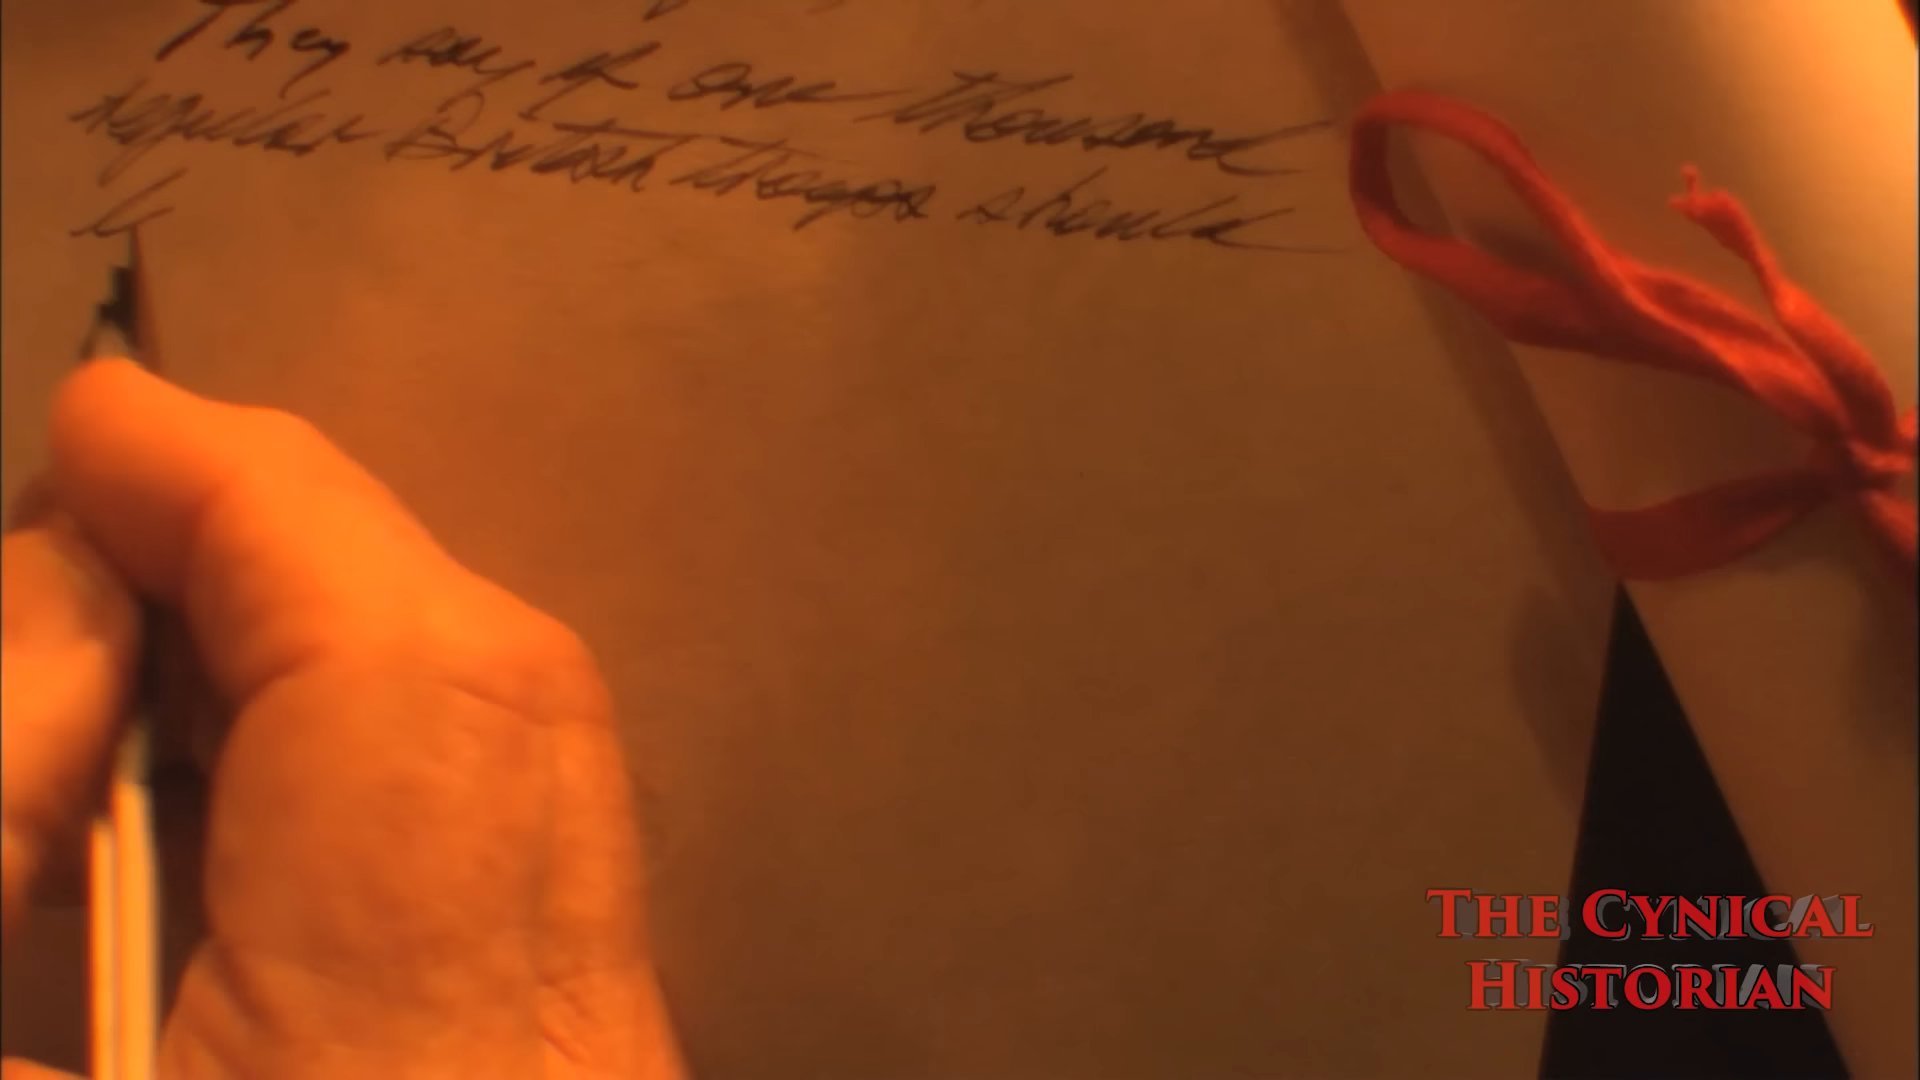 They say if one thousand
regular British troops should
THE CYNICAL
HISTORIAN